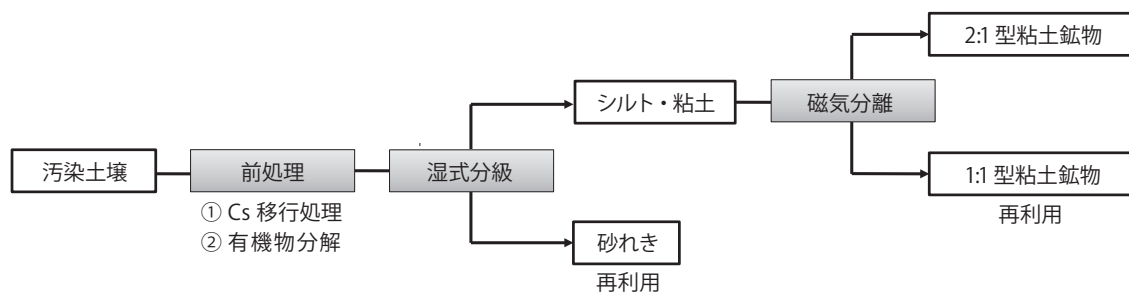 汚染土壌
前処理
① Cs 移行処理
② 有機物分解
湿式分級
シルト・粘土
砂れき
再利用
磁気分離
2:1 型粘土鉱物
1:1 型粘土鉱物
再利用